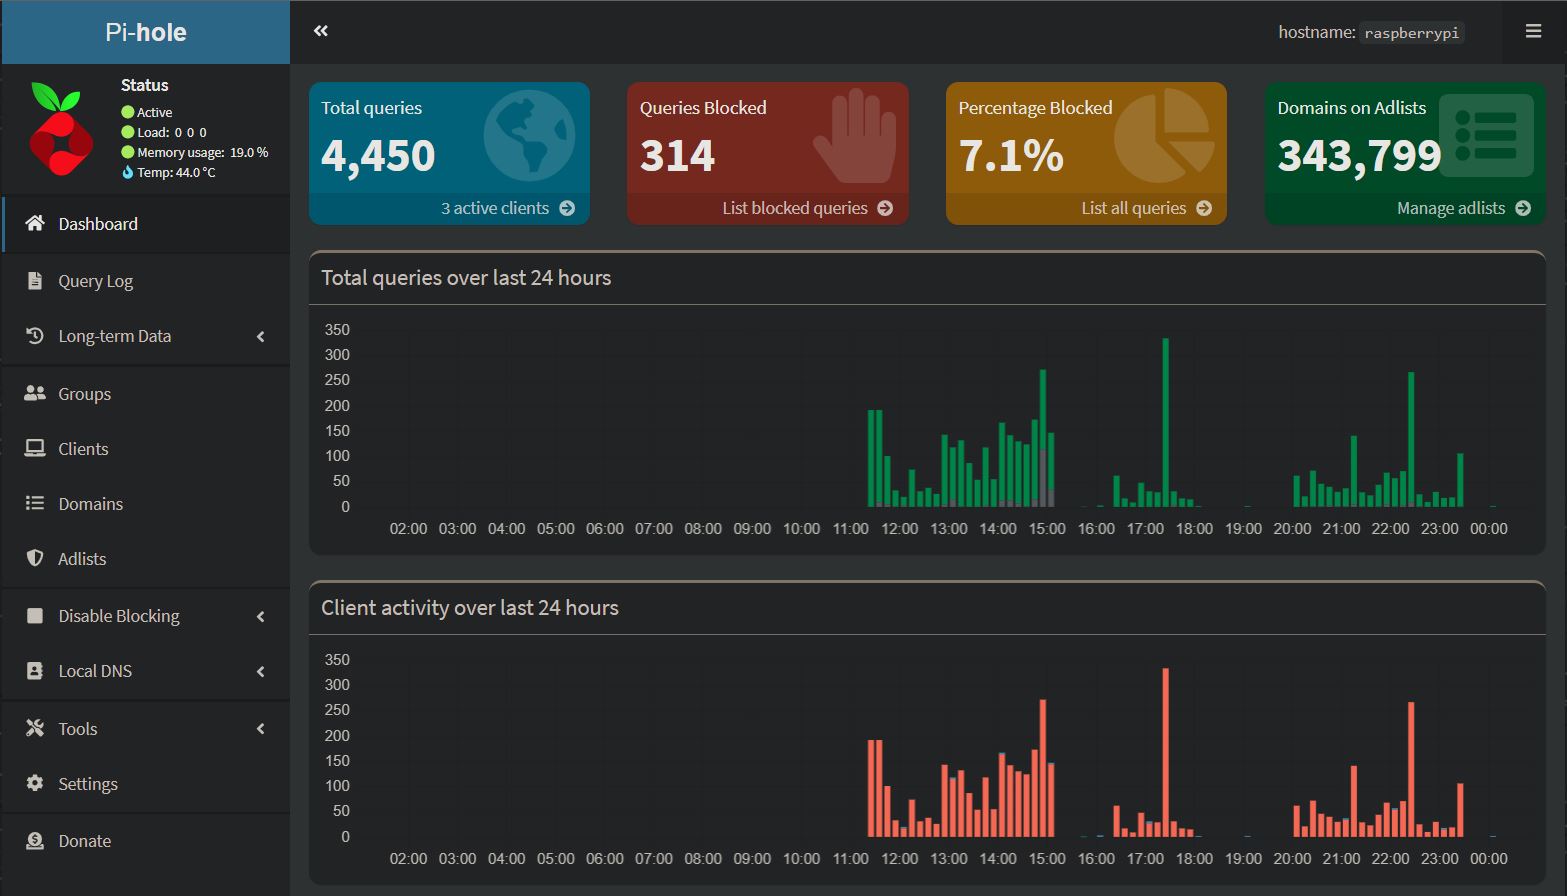 Pi-hole
hostname: raspberrypi
Status
Active
Load: 0 0 0
Memory usage: 19.0 %
Temp: 44.0 °C
Dashboard
Query Log
Long-term Data
Groups
Clients
Domains
Adlists
Disable Blocking
Local DNS
Tools
Settings
Donate
Total queries
4,450
3 active clients
Queries Blocked
314
List blocked queries
Percentage Blocked
7.1%
List all queries
Domains on Adlists
343,799
Manage adlists
Total queries over last 24 hours
350
300
250
200
150
100
50
0
02:00 03:00 04:00 05:00 06:00 07:00 08:00 09:00 10:00 11:00 12:00 13:00 14:00 15:00 16:00 17:00 18:00 19:00 20:00 21:00 22:00 23:00 00:00
Client activity over last 24 hours
350
300
250
200
150
100
50
0
02:00 03:00 04:00 05:00 06:00 07:00 08:00 09:00 10:00 11:00 12:00 13:00 14:00 15:00 16:00 17:00 18:00 19:00 20:00 21:00 22:00 23:00 00:00